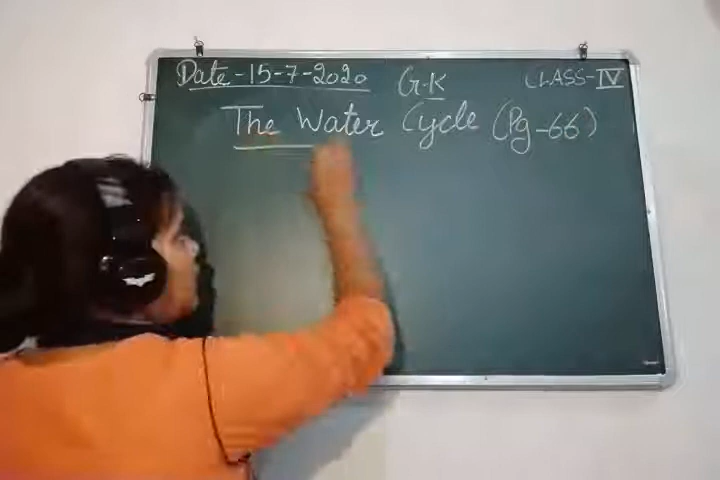 Date-15-7-2020 G.K CLASS-IV
The Water Cycle (Pg-66)